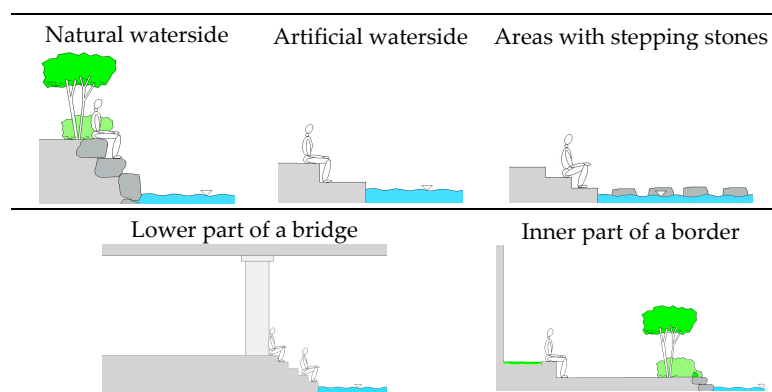 Natural waterside
Artificial waterside
Areas with stepping stones
Lower part of a bridge
Inner part of a border